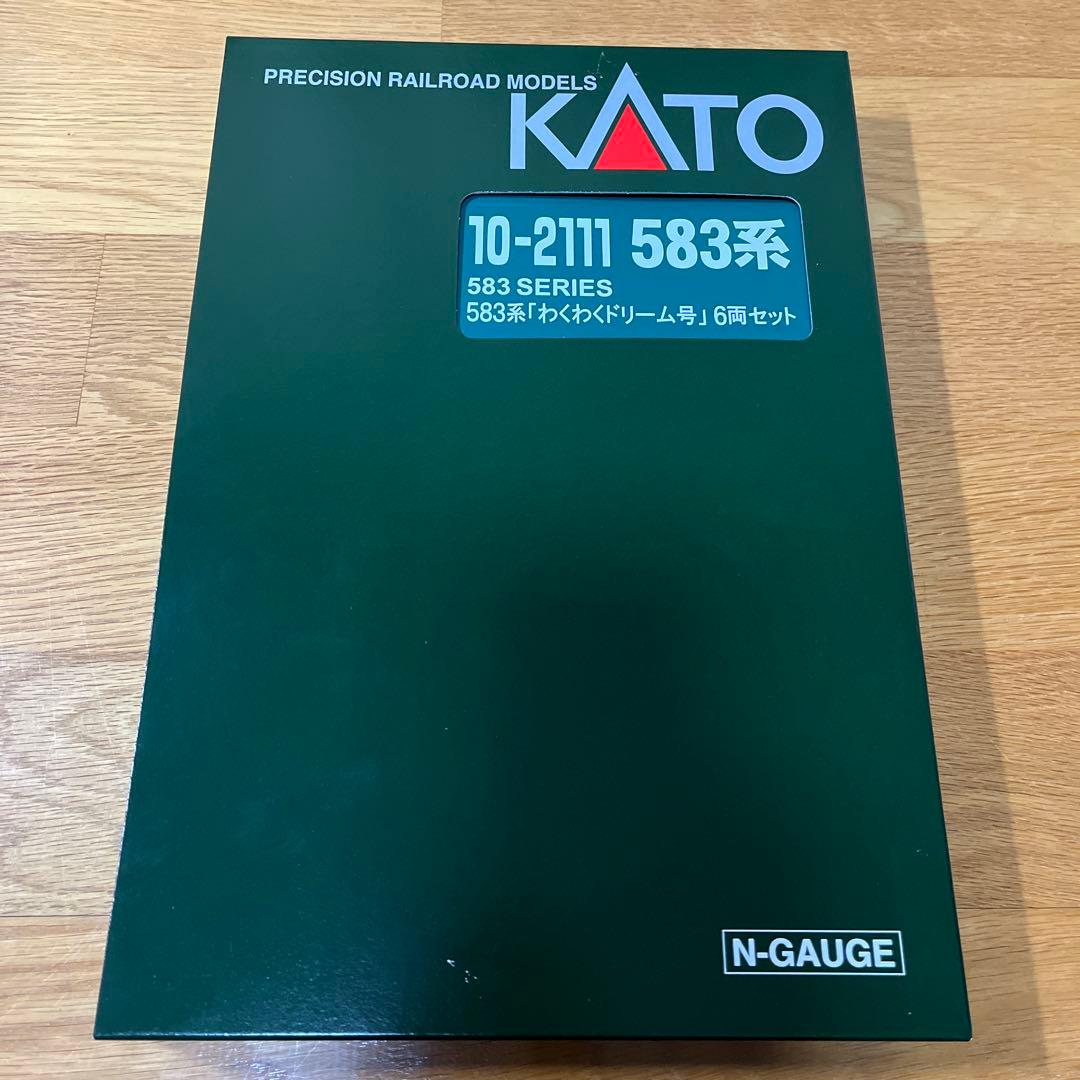 PRECISION RAILROAD MODELS
KATO
10-2111 583系
583 SERIES
583系「わくわくドリーム号」6両セット
N-GAUGE